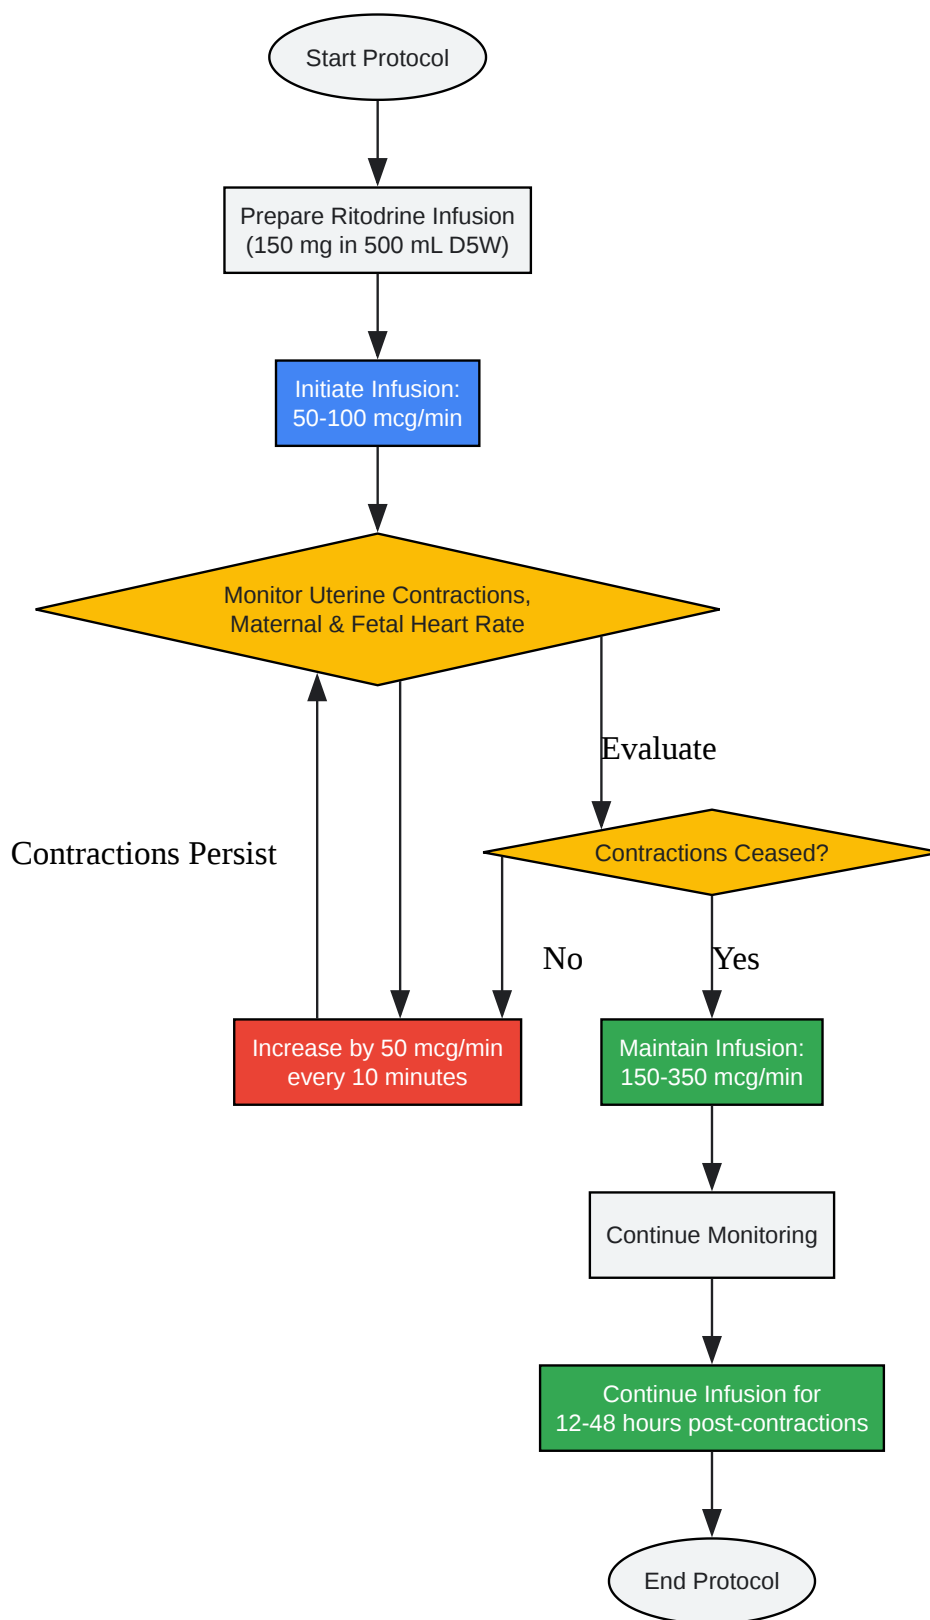 Start Protocol
Prepare Ritodrine Infusion
(150 mg in 500 mL D5W)
Initiate Infusion:
50-100 mcg/min
Monitor Uterine Contractions,
Maternal & Fetal Heart Rate
Evaluate
Contractions Persist
Contractions Ceased?
No
Yes
Increase by 50 mcg/min
every 10 minutes
Maintain Infusion:
150-350 mcg/min
Continue Monitoring
Continue Infusion for
12-48 hours post-contractions
End Protocol